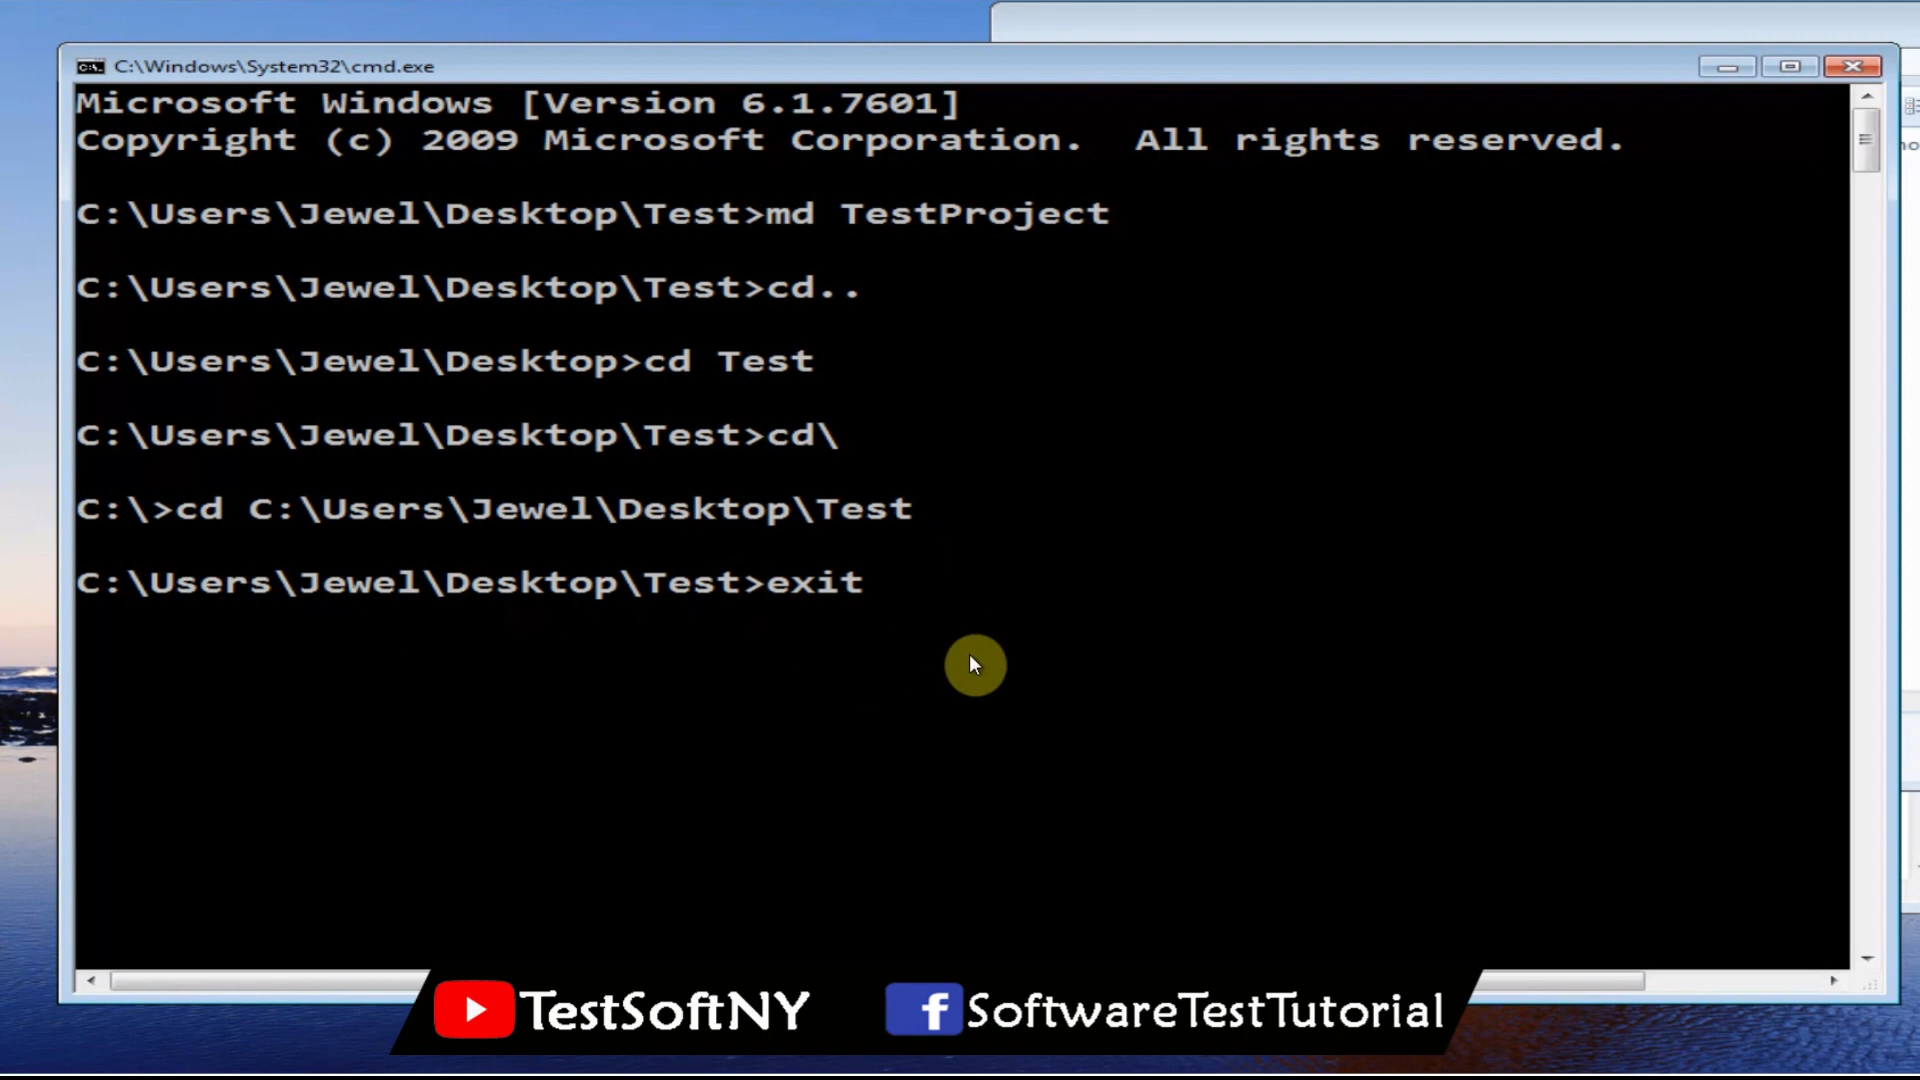 C:\Windows\System32\cmd.exe
Microsoft Windows [Version 6.1.7601]
Copyright (c) 2009 Microsoft Corporation.  All rights reserved.
C:\Users\Jewel\Desktop\Test>md TestProject
C:\Users\Jewel\Desktop\Test>cd..
C:\Users\Jewel\Desktop>cd Test
C:\Users\Jewel\Desktop\Test>cd\
C:\>cd C:\Users\Jewel\Desktop\Test
C:\Users\Jewel\Desktop\Test>exit
TestSoftNY
SoftwareTestTutorial